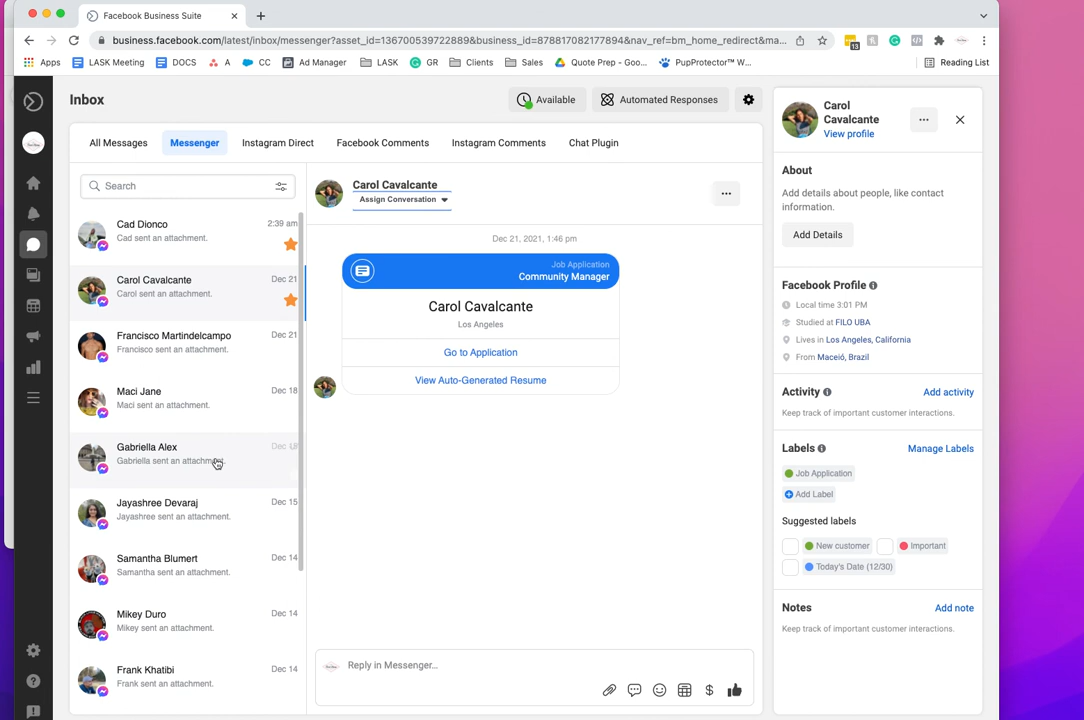 Facebook Business Suite
business.facebook.com/latest/inbox/messenger?asset_id=136700539722889&business_id=878817082177894&nav_ref=bm_home_redirect&ma...
13
Apps LASK Meeting DOCS A CC Ad Manager LASK GR Clients Sales Quote Prep - Goo... PupProtector™ W... Reading List
Inbox
Available
Automated Responses
All Messages Messenger Instagram Direct Facebook Comments Instagram Comments Chat Plugin
Search
Cad Dionco 2:39 am
Cad sent an attachment.
Carol Cavalcante Dec 21
Carol sent an attachment.
Francisco Martindelcampo Dec 21
Francisco sent an attachment.
Maci Jane Dec 18
Maci sent an attachment.
Gabriella Alex Dec
Gabriella sent an attachment.
Jayashree Devaraj Dec 15
Jayashree sent an attachment.
Samantha Blumert Dec 14
Samantha sent an attachment.
Mikey Duro Dec 14
Mikey sent an attachment.
Frank Khatibi Dec 14
Frank sent an attachment.
Carol Cavalcante
Assign Conversation
Dec 21, 2021, 1:46 pm
Job Application
Community Manager
Carol Cavalcante
Los Angeles
Go to Application
View Auto-Generated Resume
Reply in Messenger...
Carol
Cavalcante
View profile
About
Add details about people, like contact
information.
Add Details
Facebook Profile
Local time 3:01 PM
Studied at FILO UBA
Lives in Los Angeles, California
From Maceió, Brazil
Activity Add activity
Keep track of important customer interactions.
Labels Manage Labels
Job Application
Add Label
Suggested labels
New customer Important
Today's Date (12/30)
Notes Add note
Keep track of important customer interactions.